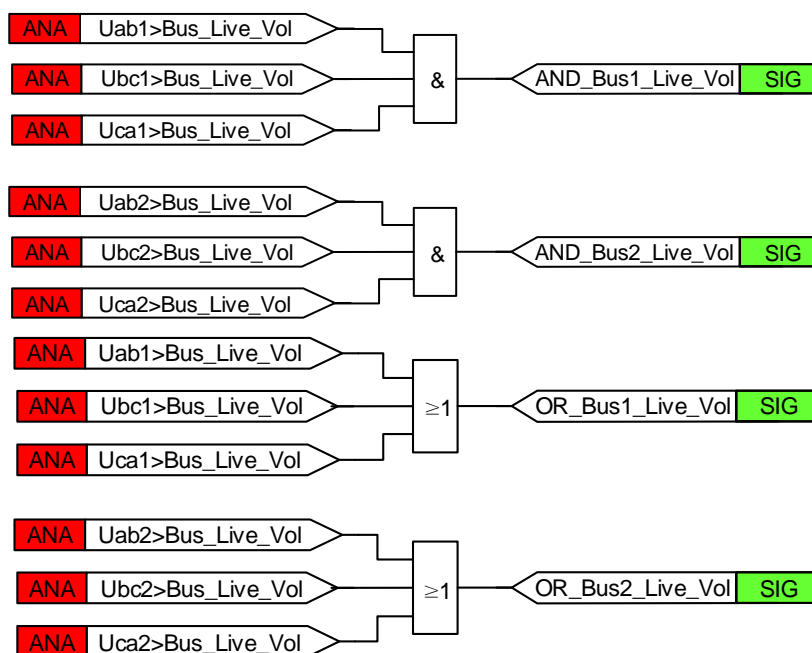 ANA Uab1>Bus_Live_Vol
ANA Ubc1>Bus_Live_Vol & AND_Bus1_Live_Vol SIG
ANA Uca1>Bus_Live_Vol
ANA Uab2>Bus_Live_Vol
ANA Ubc2>Bus_Live_Vol & AND_Bus2_Live_Vol SIG
ANA Uca2>Bus_Live_Vol
ANA Uab1>Bus_Live_Vol
ANA Ubc1>Bus_Live_Vol ≥1 OR_Bus1_Live_Vol SIG
ANA Uca1>Bus_Live_Vol
ANA Uab2>Bus_Live_Vol
ANA Ubc2>Bus_Live_Vol ≥1 OR_Bus2_Live_Vol SIG
ANA Uca2>Bus_Live_Vol